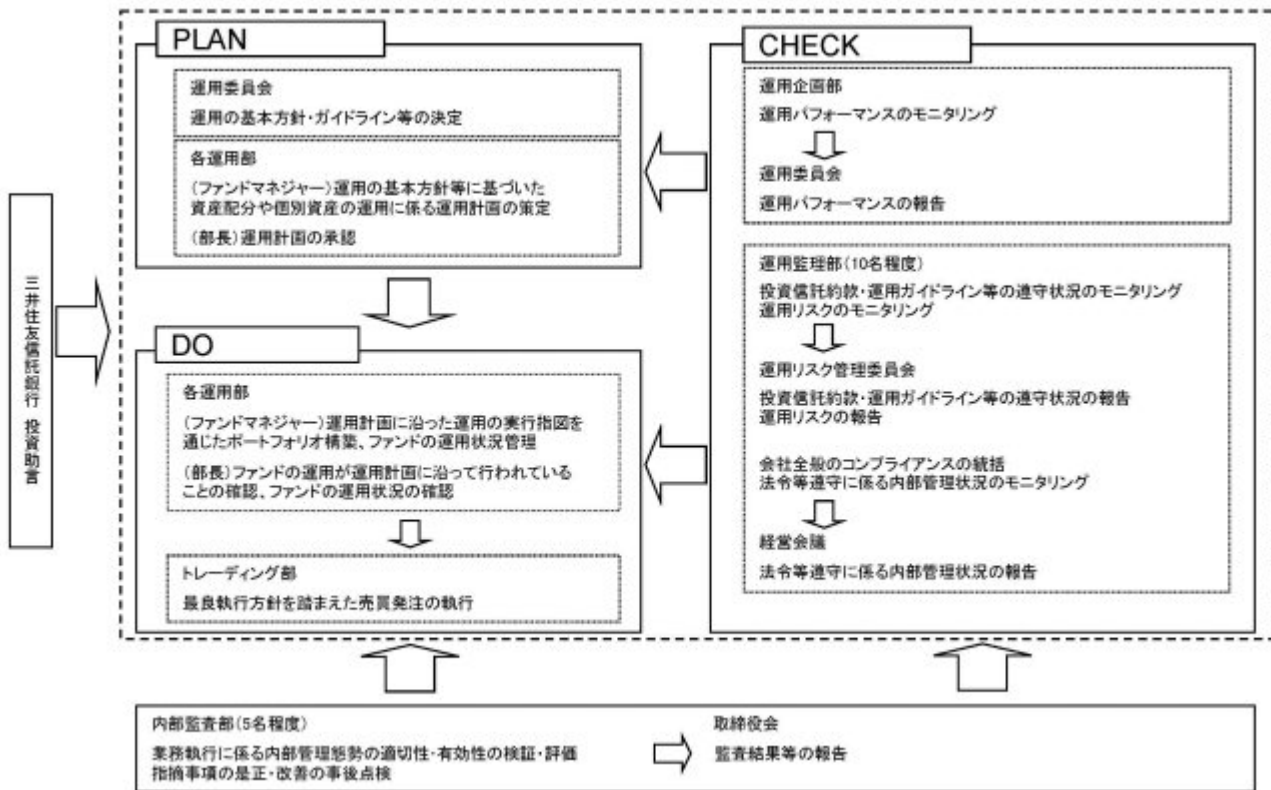 PLAN
運用委員会
運用の基本方針・ガイドライン等の決定
各運用部
(ファンドマネジャー)運用の基本方針等に基づいた
資産配分や個別資産の運用に係る運用計画の策定
(部長)運用計画の承認
三井住友信託銀行 投資助言
DO
各運用部
(ファンドマネジャー)運用計画に沿った運用の実行指図を
通じたポートフォリオ構築、ファンドの運用状況管理
(部長)ファンドの運用が運用計画に沿って行われている
ことの確認、ファンドの運用状況の確認
トレーディング部
最良執行方針を踏まえた売買発注の執行
CHECK
運用企画部
運用パフォーマンスのモニタリング
運用委員会
運用パフォーマンスの報告
運用監理部(10名程度)
投資信託約款・運用ガイドライン等の遵守状況のモニタリング
運用リスクのモニタリング
運用リスク管理委員会
投資信託約款・運用ガイドライン等の遵守状況の報告
運用リスクの報告
会社全般のコンプライアンスの統括
法令等遵守に係る内部管理状況のモニタリング
経営会議
法令等遵守に係る内部管理状況の報告
内部監査部(5名程度)
業務執行に係る内部管理態勢の適切性・有効性の検証・評価
指摘事項の是正・改善の事後点検
取締役会
監査結果等の報告